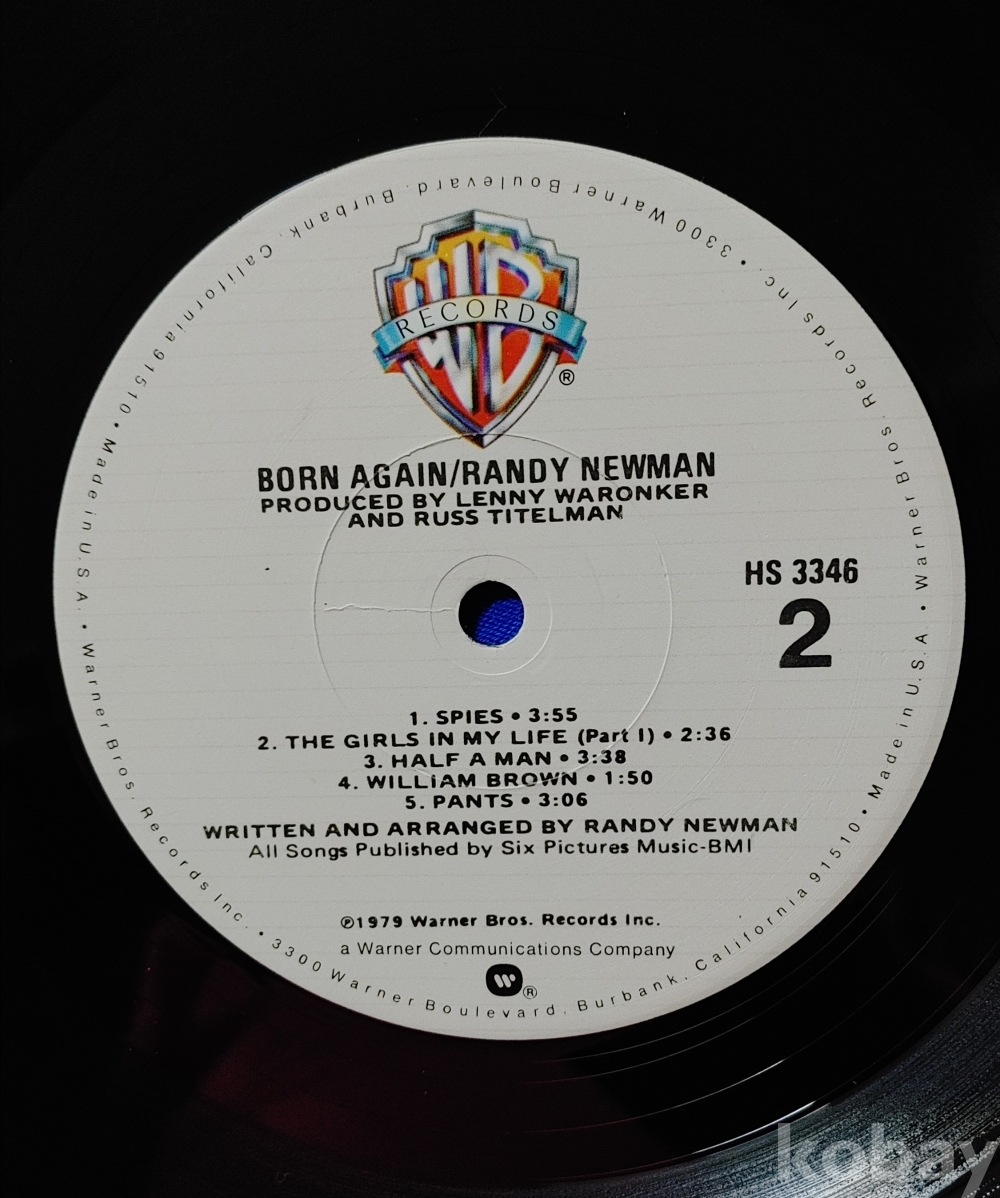 WB
RECORDS
®
BORN AGAIN/RANDY NEWMAN
PRODUCED BY LENNY WARONKER
AND RUSS TITELMAN
HS 3346
2
1. SPIES • 3:55
2. THE GIRLS IN MY LIFE (Part I) • 2:36
3. HALF A MAN • 3:38
4. WILLIAM BROWN • 1:50
5. PANTS • 3:06
WRITTEN AND ARRANGED BY RANDY NEWMAN
All Songs Published by Six Pictures Music-BMI
℗1979 Warner Bros. Records Inc.
a Warner Communications Company
®
Warner Bros. Records Inc. • 3300 Warner Boulevard, Burbank, California 91510 • Made in U.S.A. • Warner Bros. Records Inc. • 3300 Warner Boulevard, Burbank, California 91510 • Made in U.S.A. •
kobay